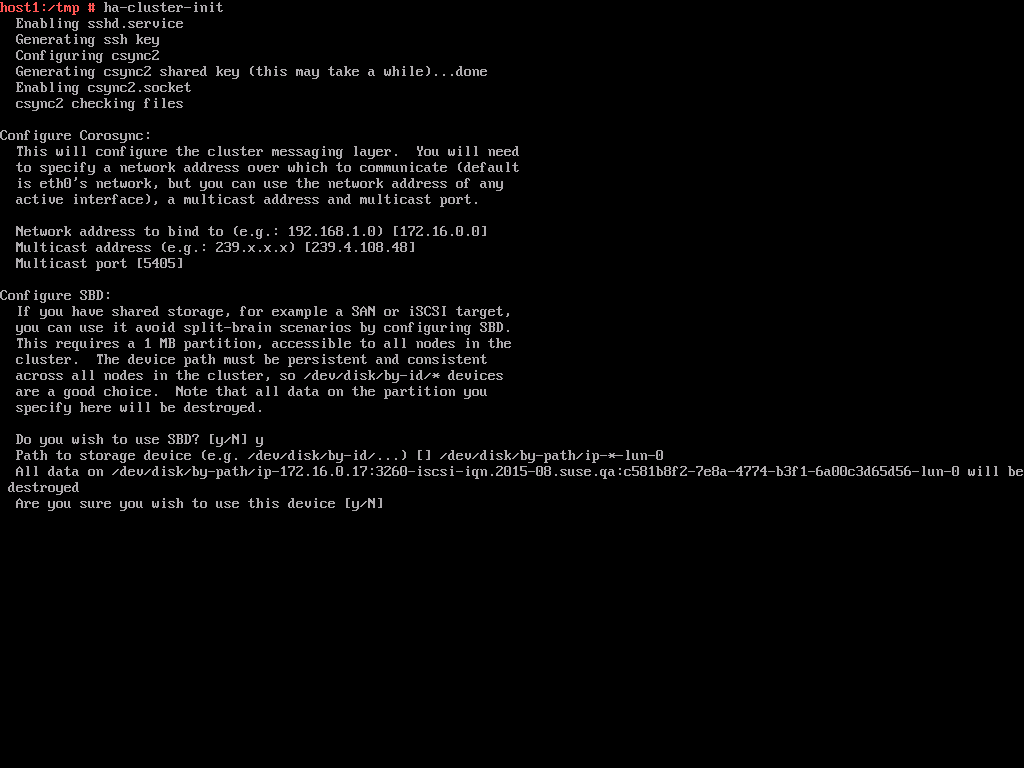 host1:/tmp # ha-cluster-init
Enabling sshd.service
Generating ssh key
Configuring csync2
Generating csync2 shared key (this may take a while)...done
Enabling csync2.socket
csync2 checking files
Configure Corosync:
This will configure the cluster messaging layer.  You will need
to specify a network address over which to communicate (default
is eth0's network, but you can use the network address of any
active interface), a multicast address and multicast port.
Network address to bind to (e.g.: 192.168.1.0) [172.16.0.0]
Multicast address (e.g.: 239.x.x.x) [239.4.108.48]
Multicast port [5405]
Configure SBD:
If you have shared storage, for example a SAN or iSCSI target,
you can use it avoid split-brain scenarios by configuring SBD.
This requires a 1 MB partition, accessible to all nodes in the
cluster.  The device path must be persistent and consistent
across all nodes in the cluster, so /dev/disk/by-id/* devices
are a good choice.  Note that all data on the partition you
specify here will be destroyed.
Do you wish to use SBD? [y/N] y
Path to storage device (e.g. /dev/disk/by-id/...) [] /dev/disk/by-path/ip-*-lun-0
All data on /dev/disk/by-path/ip-172.16.0.17:3260-iscsi-iqn.2015-08.suse.qa:c581b8f2-7e8a-4774-b3f1-6a00c3d65d56-lun-0 will be
destroyed
Are you sure you wish to use this device [y/N]